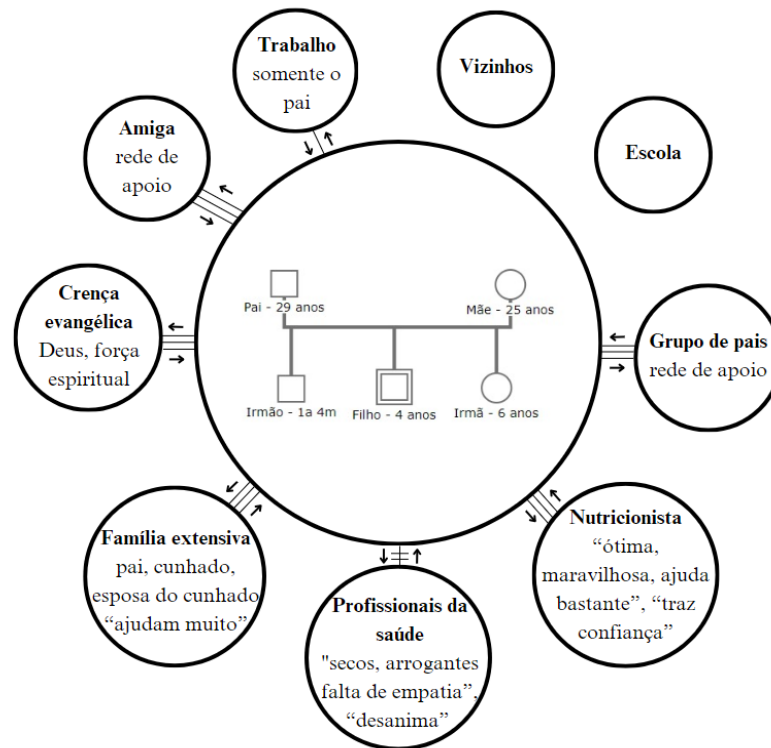 Trabalho
somente o
pai
Vizinhos
Amiga
rede de
apoio
Escola
Crença
evangélica
Deus, força
espiritual
Pai - 29 anos
Mãe - 25 anos
Irmão - 1a 4m
Filho - 4 anos
Irmã - 6 anos
Grupo de pais
rede de apoio
Família extensiva
pai, cunhado,
esposa do cunhado
“ajudam muito”
Profissionais da
saúde
"secos, arrogantes
falta de empatia”,
“desanima”
Nutricionista
“ótima,
maravilhosa, ajuda
bastante”, “traz
confiança”